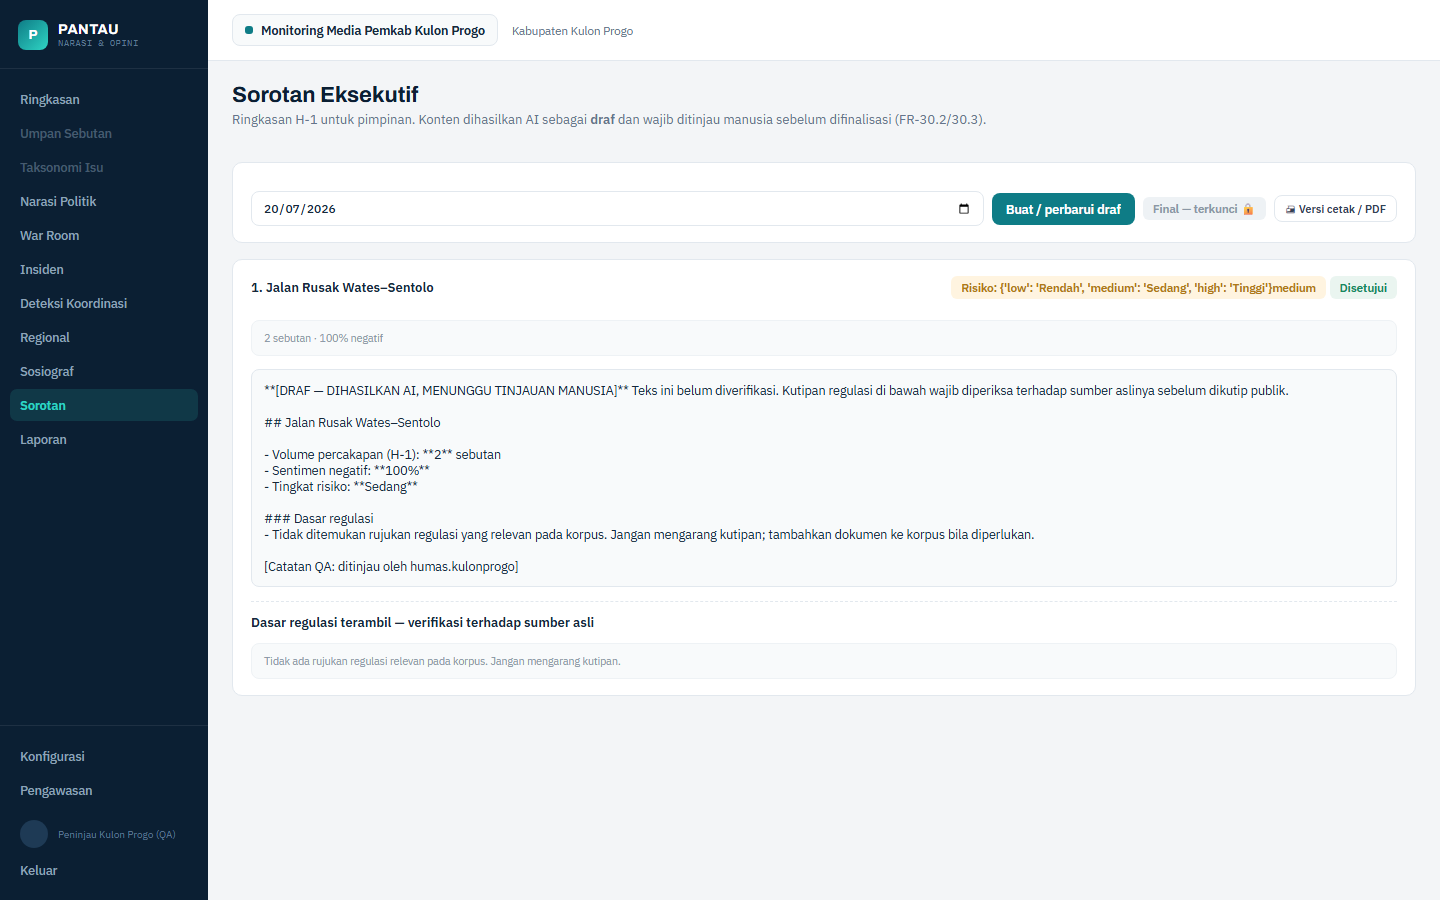 P
PANTAU
NARASI & OPINI
Ringkasan
Umpan Sebutan
Taksonomi Isu
Narasi Politik
War Room
Insiden
Deteksi Koordinasi
Regional
Sosiograf
Sorotan
Laporan
Konfigurasi
Pengawasan
Peninjau Kulon Progo (QA)
Keluar
Monitoring Media Pemkab Kulon Progo
Kabupaten Kulon Progo
Sorotan Eksekutif
Ringkasan H-1 untuk pimpinan. Konten dihasilkan AI sebagai draf dan wajib ditinjau manusia sebelum difinalisasi (FR-30.2/30.3).
20/07/2026
Buat / perbarui draf
Final — terkunci 🔒
🖨 Versi cetak / PDF
1. Jalan Rusak Wates–Sentolo
Risiko: {'low': 'Rendah', 'medium': 'Sedang', 'high': 'Tinggi'}medium
Disetujui
2 sebutan · 100% negatif
**[DRAF — DIHASILKAN AI, MENUNGGU TINJAUAN MANUSIA]** Teks ini belum diverifikasi. Kutipan regulasi di bawah wajib diperiksa terhadap sumber aslinya sebelum dikutip publik.
## Jalan Rusak Wates–Sentolo
- Volume percakapan (H-1): **2** sebutan
- Sentimen negatif: **100%**
- Tingkat risiko: **Sedang**
### Dasar regulasi
- Tidak ditemukan rujukan regulasi yang relevan pada korpus. Jangan mengarang kutipan; tambahkan dokumen ke korpus bila diperlukan.
[Catatan QA: ditinjau oleh humas.kulonprogo]
Dasar regulasi terambil — verifikasi terhadap sumber asli
Tidak ada rujukan regulasi relevan pada korpus. Jangan mengarang kutipan.